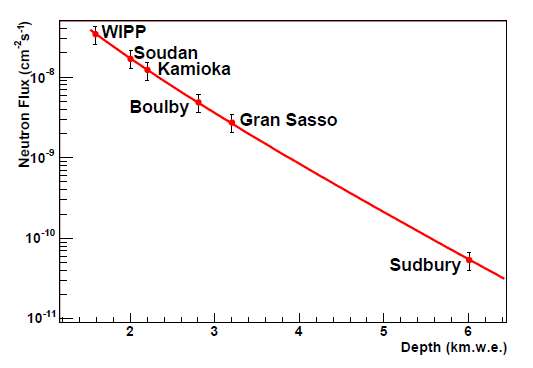 Neutron Flux (cm⁻²s⁻¹)
WIPP
Soudan
Kamioka
Boulby
Gran Sasso
Sudbury
10⁻⁸
10⁻⁹
10⁻¹⁰
10⁻¹¹
2 3 4 5 6
Depth (km.w.e.)